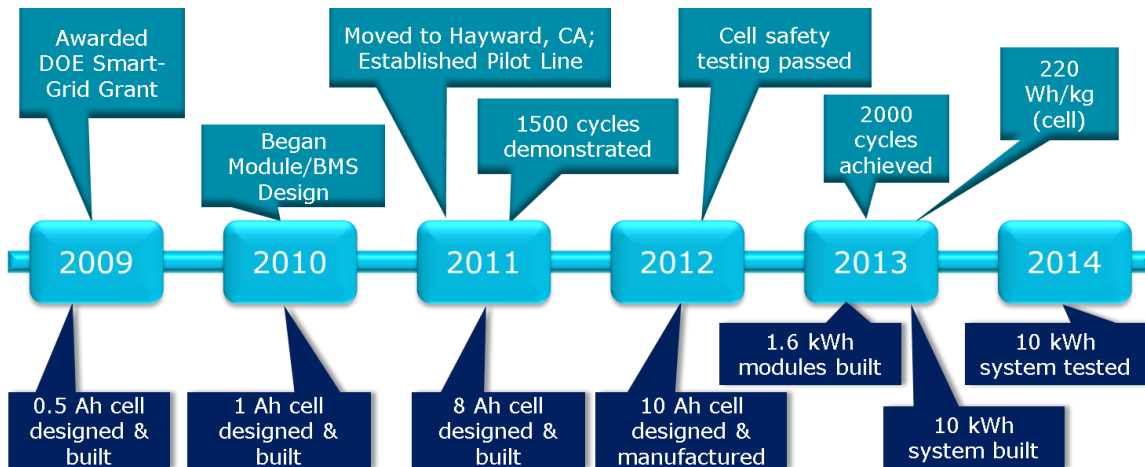 Awarded
DOE Smart-
Grid Grant
Began
Module/BMS
Design
Moved to Hayward, CA;
Established Pilot Line
1500 cycles
demonstrated
Cell safety
testing passed
2000
cycles
achieved
220
Wh/kg
(cell)
2009
2010
2011
2012
2013
2014
0.5 Ah cell
designed &
built
1 Ah cell
designed &
built
8 Ah cell
designed &
built
10 Ah cell
designed &
manufactured
1.6 kWh
modules built
10 kWh
system built
10 kWh
system tested